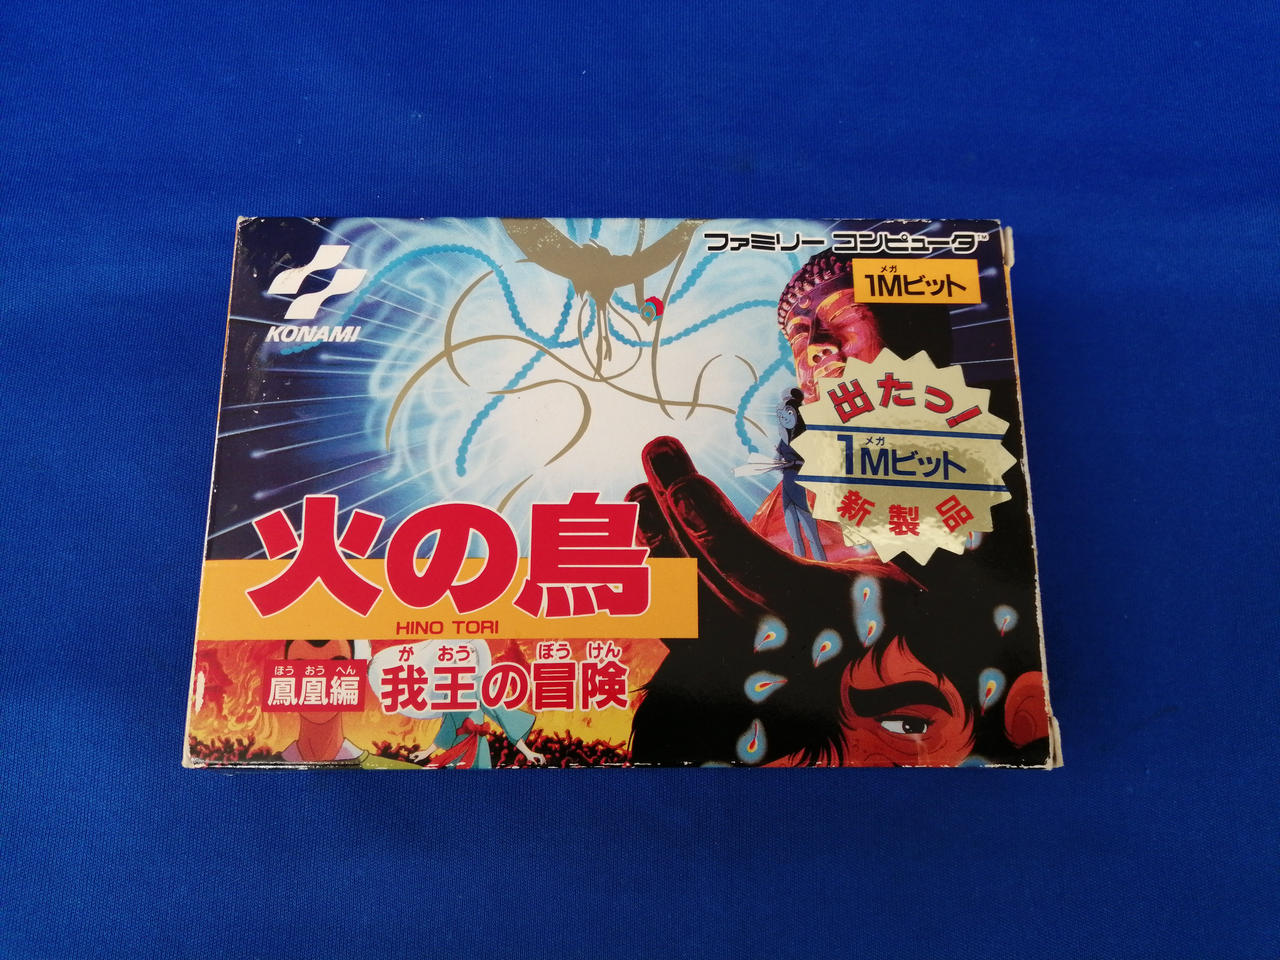 KONAMI
ファミリー コンピュータ™
メガ
1Mビット
出たっ!
メガ
1Mビット
新製品
火の鳥
HINO TORI
ほう おう へん
鳳凰編
が おう ぼう けん
我王の冒険